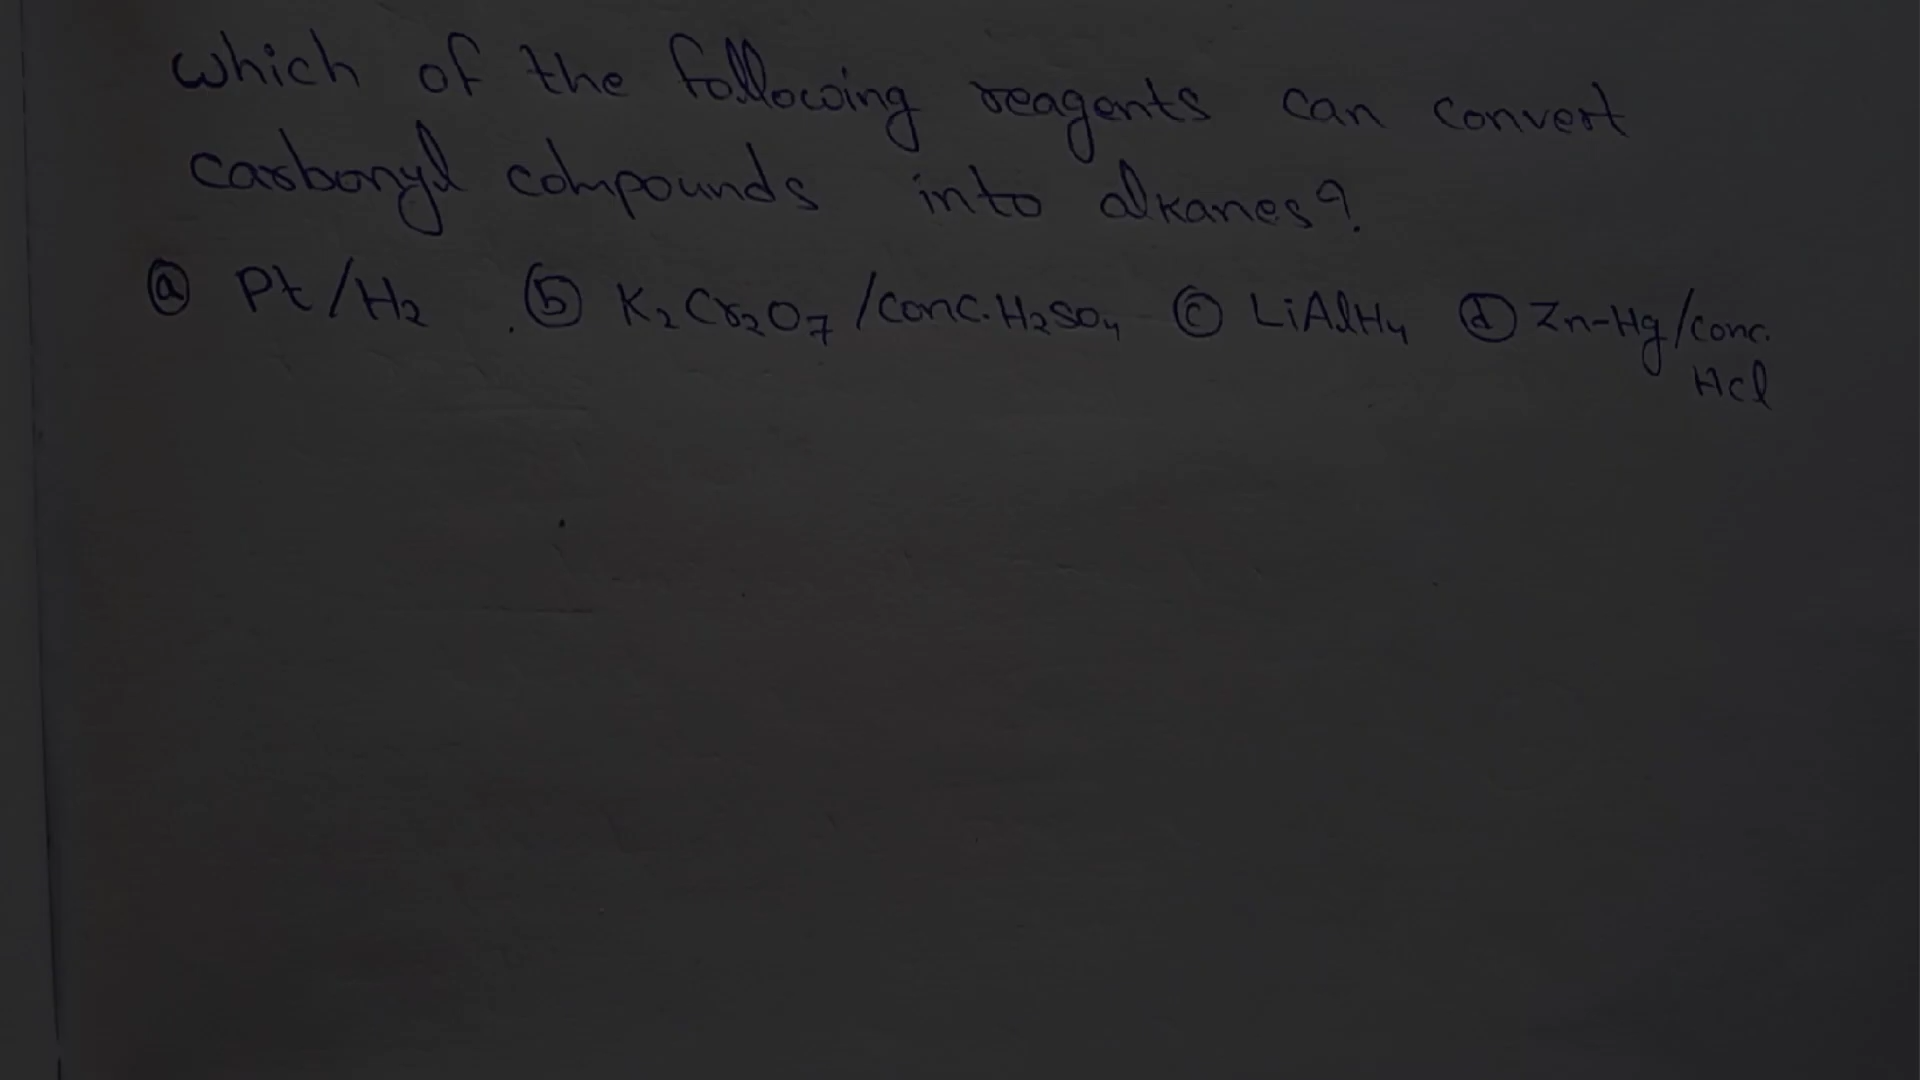 which of the following reagents can convert
carbonyl compounds into alkanes?
ⓐ Pt/H₂ ⓑ K₂Cr₂O₇/conc. H₂SO₄ ⓒ LiAlH₄ ⓓ Zn-Hg/conc.
HCl